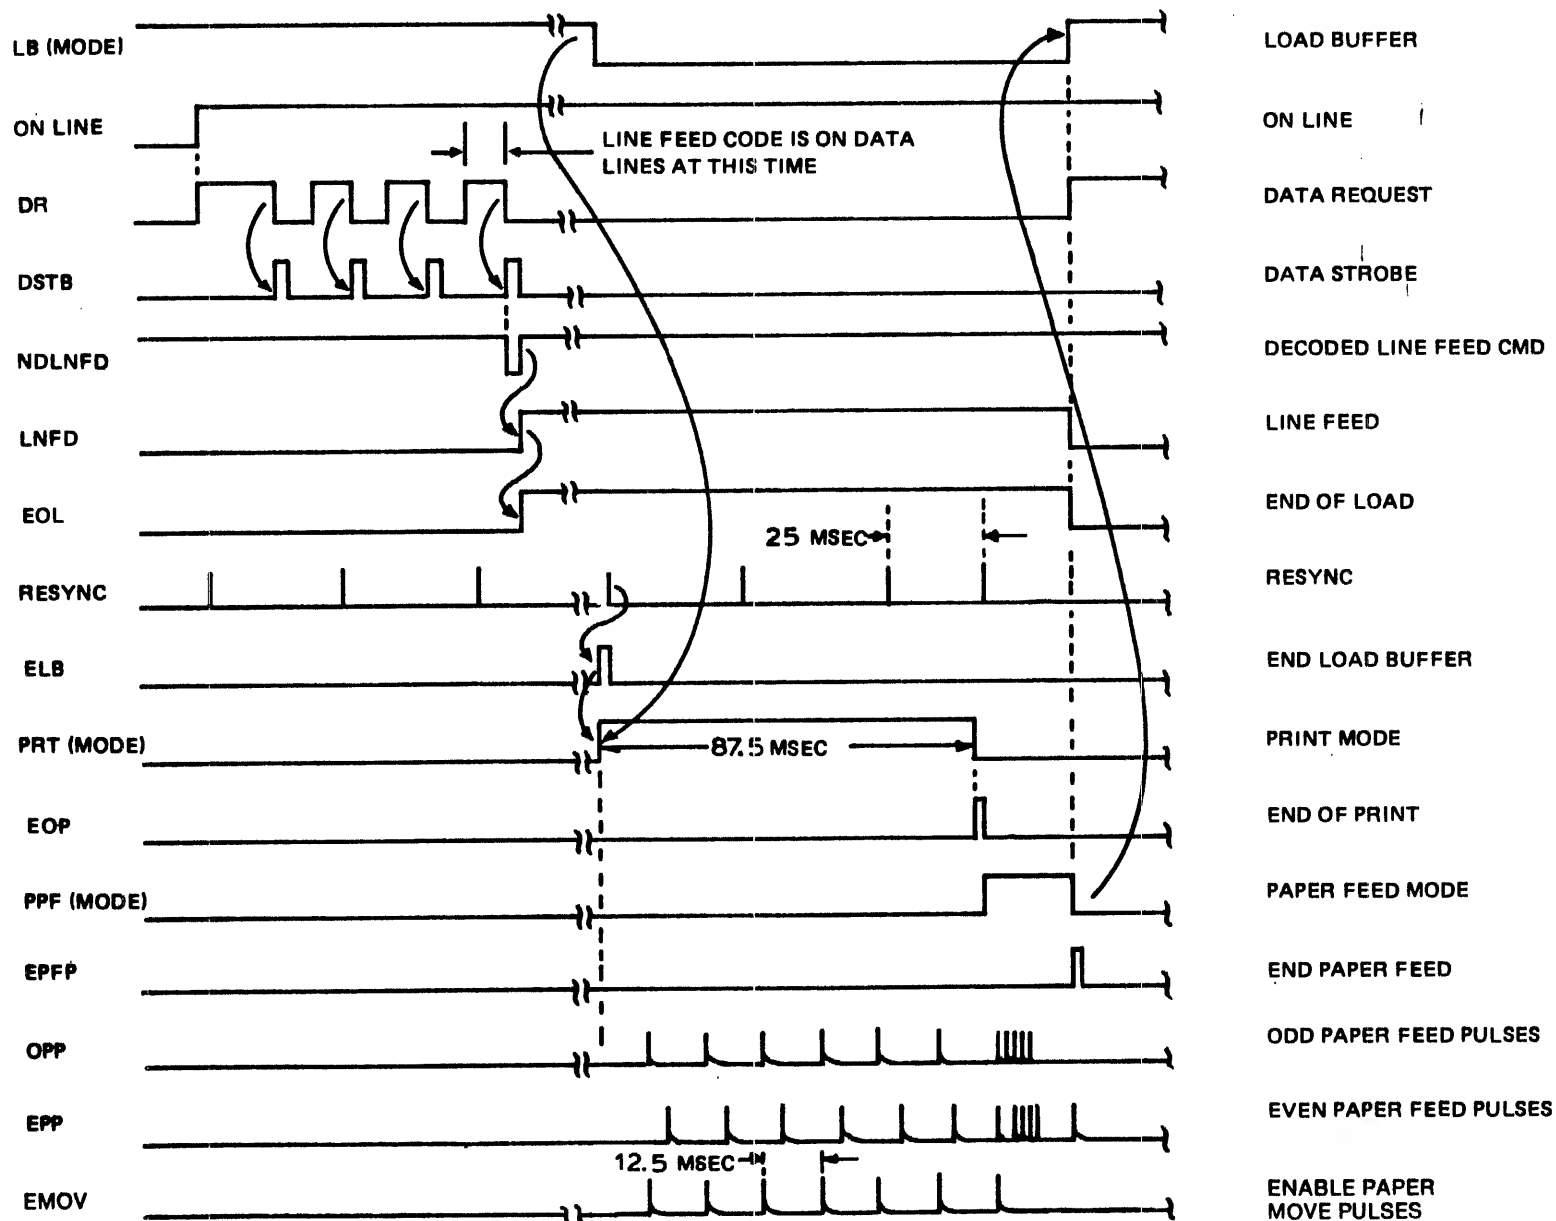 LB (MODE)
LOAD BUFFER
ON LINE
LINE FEED CODE IS ON DATA
LINES AT THIS TIME
ON LINE
DR
DATA REQUEST
DSTB
DATA STROBE
NDLNFD
DECODED LINE FEED CMD
LNFD
LINE FEED
EOL
END OF LOAD
25 MSEC
RESYNC
RESYNC
ELB
END LOAD BUFFER
PRT (MODE)
87.5 MSEC
PRINT MODE
EOP
END OF PRINT
PPF (MODE)
PAPER FEED MODE
EPFP
END PAPER FEED
OPP
ODD PAPER FEED PULSES
EPP
EVEN PAPER FEED PULSES
12.5 MSEC
EMOV
ENABLE PAPER
MOVE PULSES